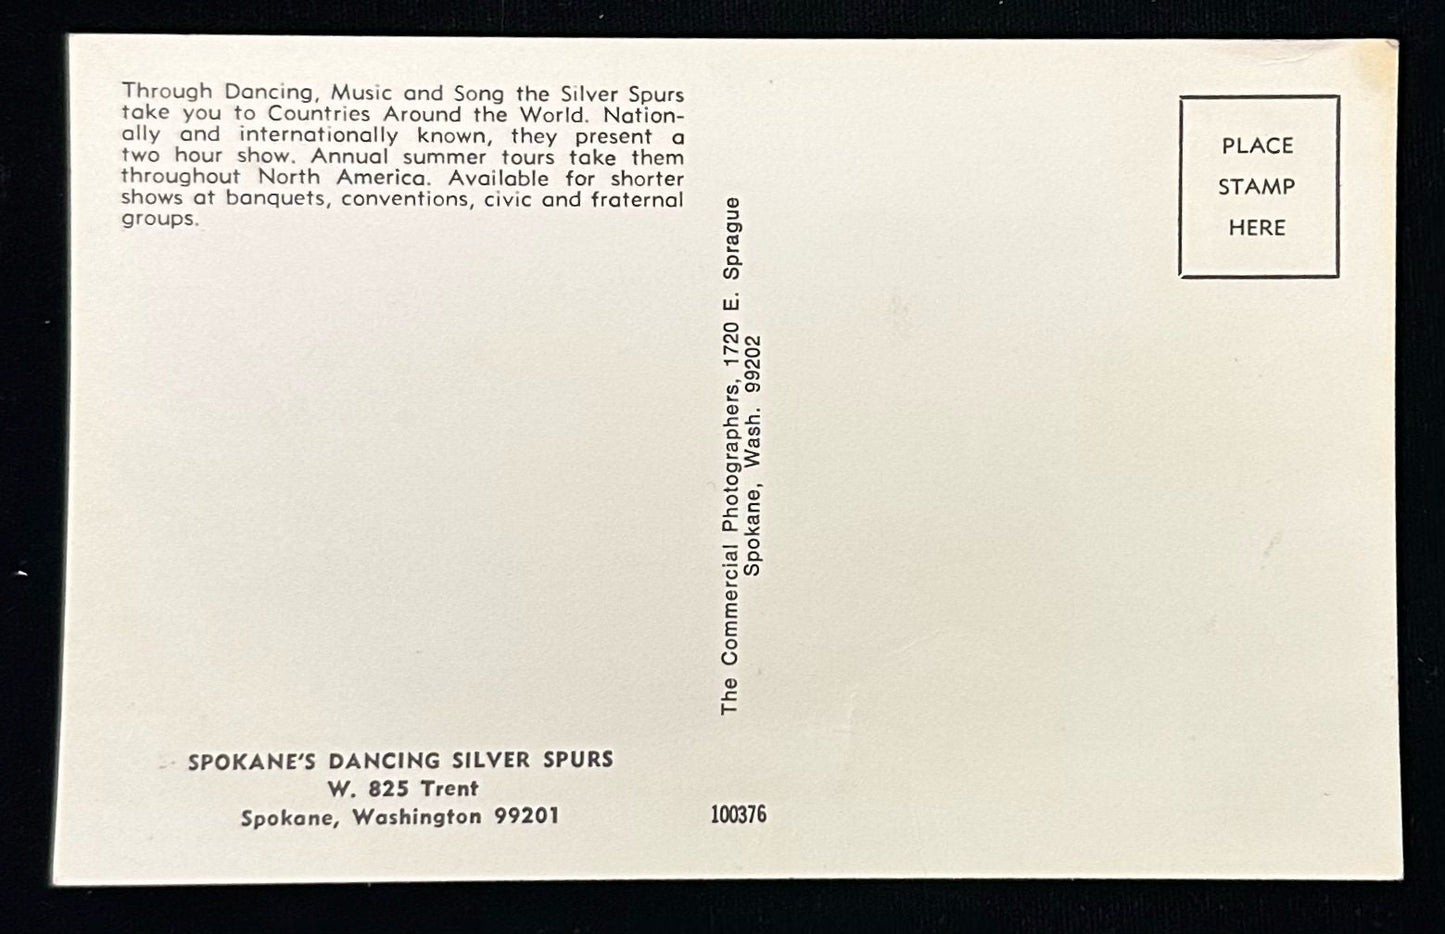 Through Dancing, Music and Song the Silver Spurs
take you to Countries Around the World. Nation-
ally and internationally known, they present a
two hour show. Annual summer tours take them
throughout North America. Available for shorter
shows at banquets, conventions, civic and fraternal
groups.
SPOKANE'S DANCING SILVER SPURS
W. 825 Trent
Spokane, Washington 99201
The Commercial Photographers, 1720 E. Sprague
Spokane, Wash. 99202
100376
PLACE
STAMP
HERE